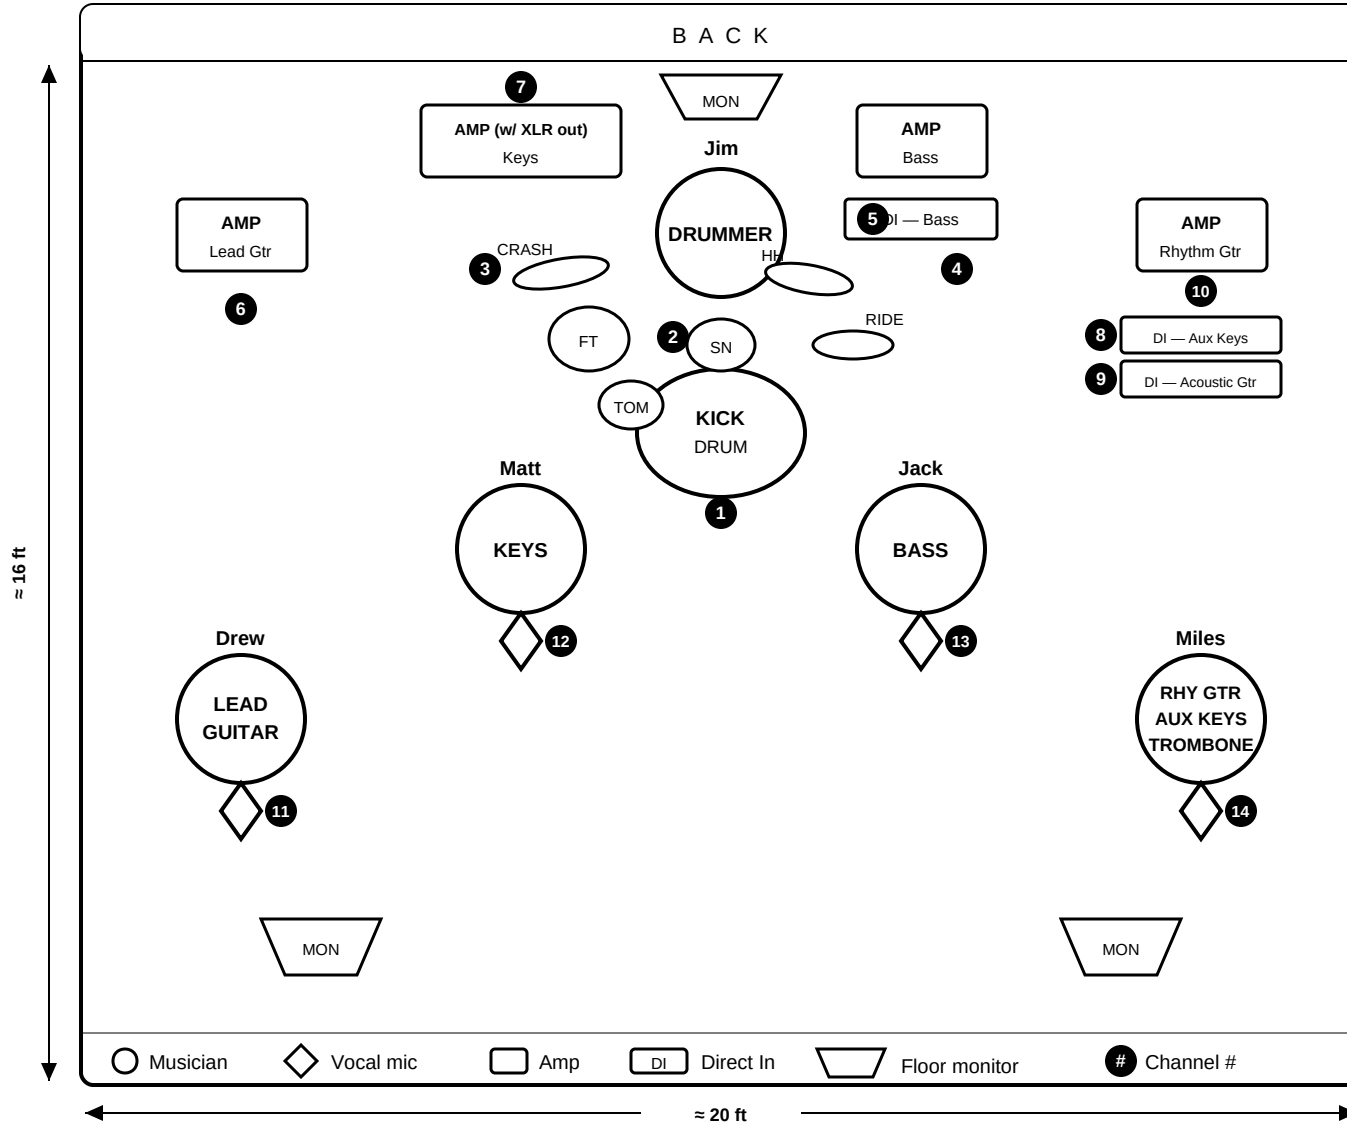 BACK
7
MON
AMP (w/ XLR out)
Keys
AMP
Bass
Jim
AMP
Lead Gtr
DRUMMER
5
DI — Bass
AMP
Rhythm Gtr
3
CRASH
HH
4
6
10
FT
2
SN
RIDE
8
DI — Aux Keys
9
DI — Acoustic Gtr
TOM
KICK
DRUM
Matt
Jack
1
KEYS
BASS
≈ 16 ft
12
13
Drew
Miles
LEAD
GUITAR
RHY GTR
AUX KEYS
TROMBONE
11
14
MON
MON
Musician
Vocal mic
Amp
DI
Direct In
Floor monitor
#
Channel #
≈ 20 ft